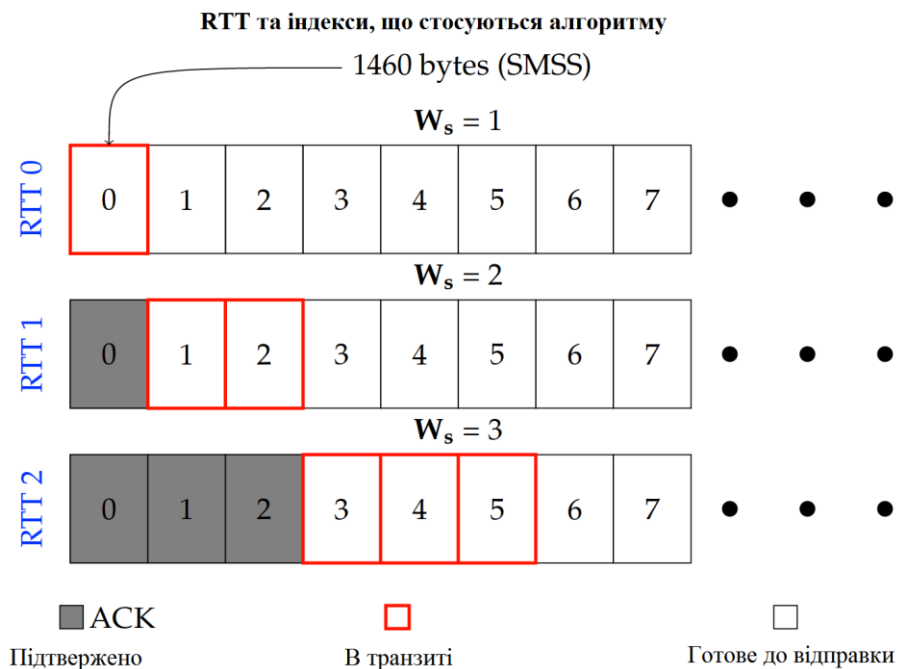 RTT та індекси, що стосуються алгоритму
1460 bytes (SMSS)
Ws = 1
RTT 0
0 1 2 3 4 5 6 7
Ws = 2
RTT 1
0 1 2 3 4 5 6 7
Ws = 3
RTT 2
0 1 2 3 4 5 6 7
ACK
Підтверджено В транзиті Готове до відправки